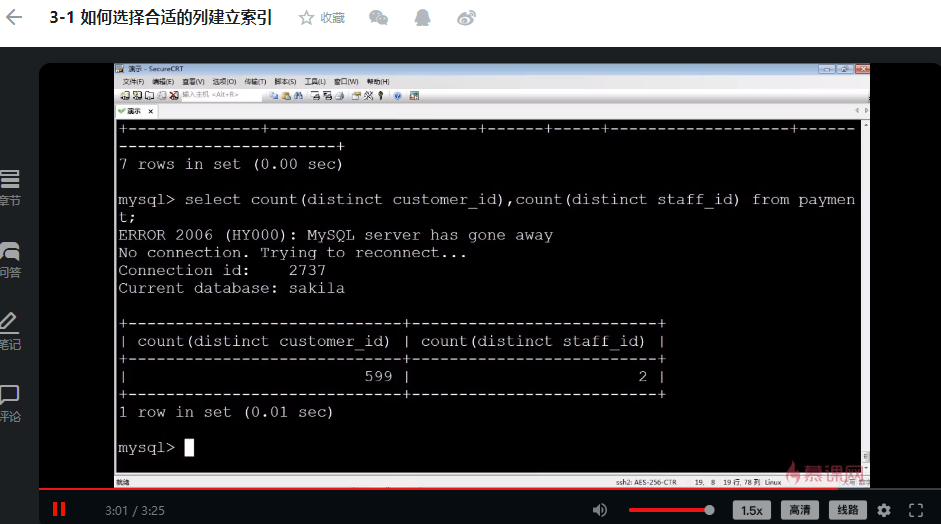 3-1 如何选择合适的列建立索引
收藏
演示 - SecureCRT
文件(F) 编辑(E) 查看(V) 选项(O) 传输(T) 脚本(S) 工具(L) 窗口(W) 帮助(H)
输入主机 <Alt+R>
演示
+--------------+----------------------+------+-----+-------------------+------
-----------------------+
7 rows in set (0.00 sec)
mysql> select count(distinct customer_id),count(distinct staff_id) from paymen
t;
ERROR 2006 (HY000): MySQL server has gone away
No connection. Trying to reconnect...
Connection id:    2737
Current database: sakila
+-----------------------------+--------------------------+
| count(distinct customer_id) | count(distinct staff_id) |
+-----------------------------+--------------------------+
|                         599 |                        2 |
+-----------------------------+--------------------------+
1 row in set (0.01 sec)
mysql>
章节
问答
笔记
评论
慕课网
就绪
ssh2: AES-256-CTR 19, 8 19 行, 78 列 Linux
3:01 / 3:25
1.5x
高清
线路